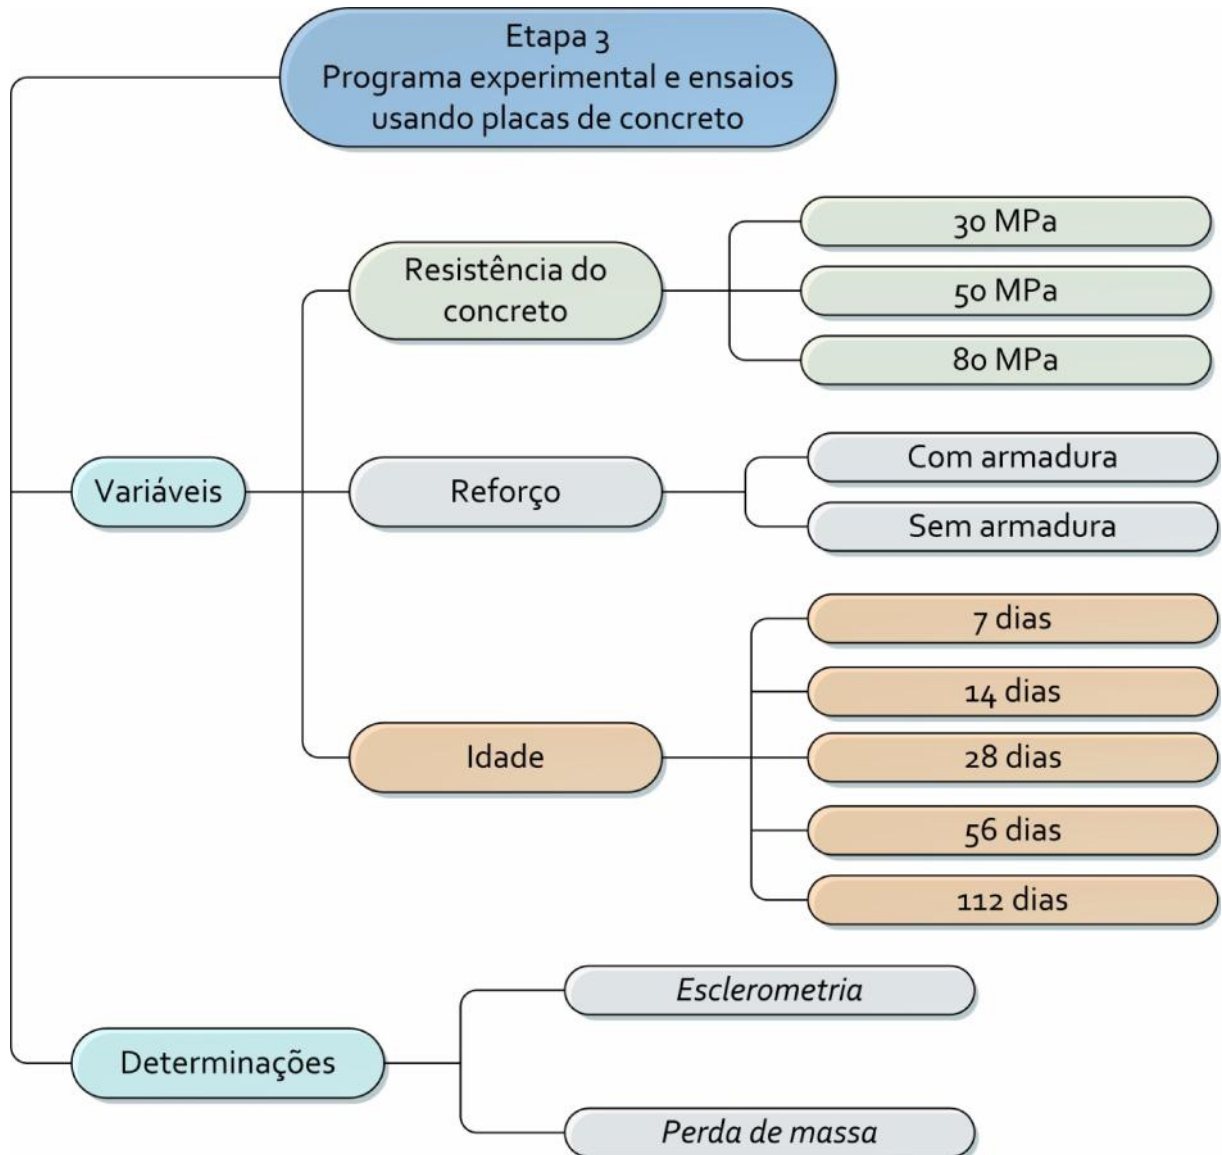 Etapa 3
Programa experimental e ensaios
usando placas de concreto
Variáveis
Resistência do
concreto
30 MPa
50 MPa
80 MPa
Reforço
Com armadura
Sem armadura
Idade
7 dias
14 dias
28 dias
56 dias
112 dias
Determinações
Esclerometria
Perda de massa